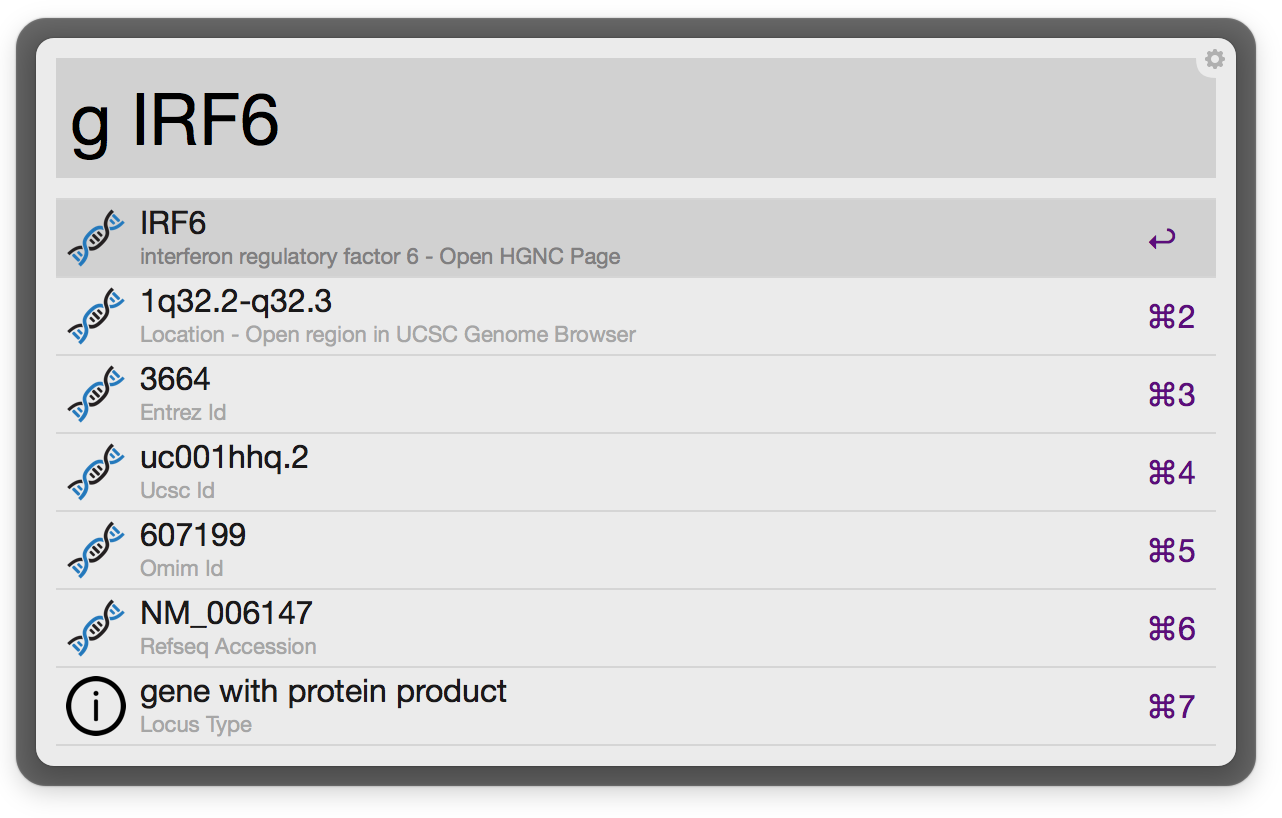 g IRF6
IRF6
interferon regulatory factor 6 - Open HGNC Page
↩
1q32.2-q32.3
Location - Open region in UCSC Genome Browser
⌘2
3664
Entrez Id
⌘3
uc001hhq.2
Ucsc Id
⌘4
607199
Omim Id
⌘5
NM_006147
Refseq Accession
⌘6
gene with protein product
Locus Type
⌘7